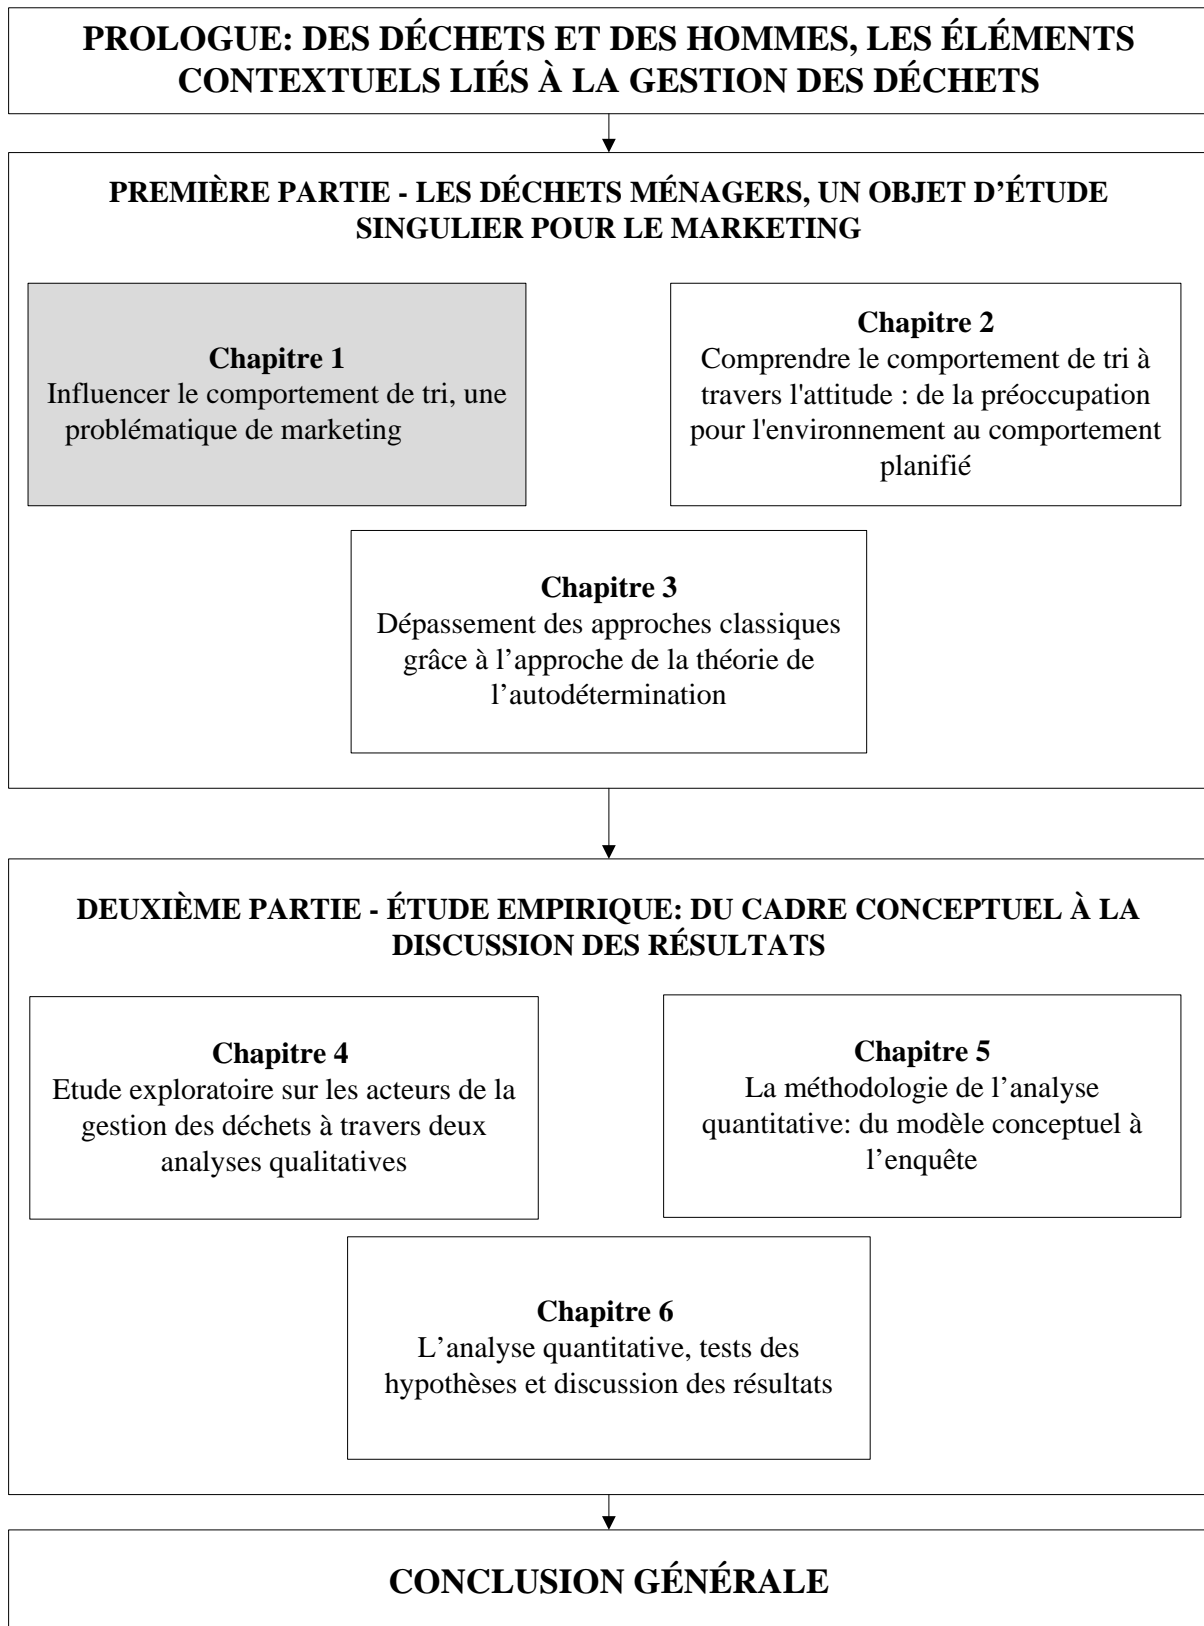 PROLOGUE: DES DÉCHETS ET DES HOMMES, LES ÉLÉMENTS
CONTEXTUELS LIÉS À LA GESTION DES DÉCHETS
PREMIÈRE PARTIE - LES DÉCHETS MÉNAGERS, UN OBJET D’ÉTUDE
SINGULIER POUR LE MARKETING
Chapitre 1
Influencer le comportement de tri, une
problématique de marketing
Chapitre 2
Comprendre le comportement de tri à
travers l'attitude : de la préoccupation
pour l'environnement au comportement
planifié
Chapitre 3
Dépassement des approches classiques
grâce à l’approche de la théorie de
l’autodétermination
DEUXIÈME PARTIE - ÉTUDE EMPIRIQUE: DU CADRE CONCEPTUEL À LA
DISCUSSION DES RÉSULTATS
Chapitre 4
Etude exploratoire sur les acteurs de la
gestion des déchets à travers deux
analyses qualitatives
Chapitre 5
La méthodologie de l’analyse
quantitative: du modèle conceptuel à
l’enquête
Chapitre 6
L’analyse quantitative, tests des
hypothèses et discussion des résultats
CONCLUSION GÉNÉRALE